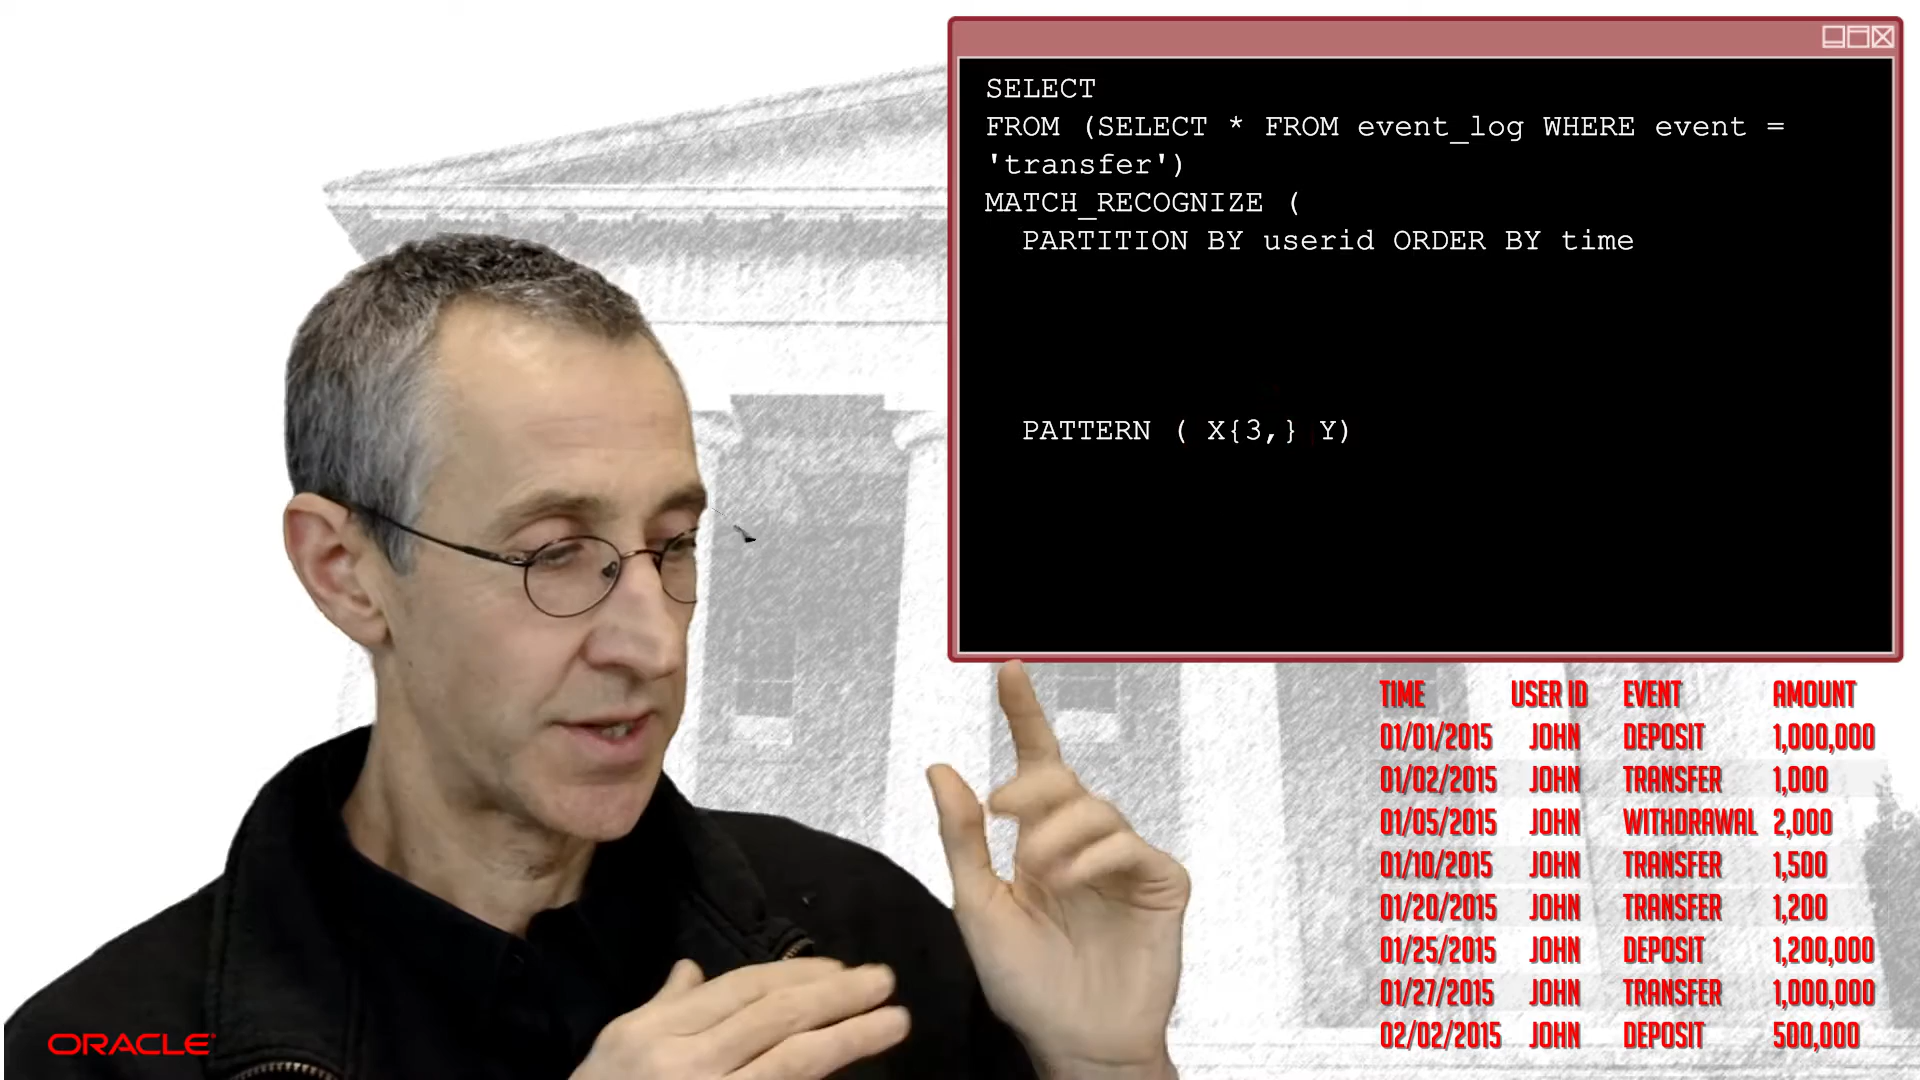 SELECT
FROM (SELECT * FROM event_log WHERE event =
'transfer')
MATCH_RECOGNIZE (
PARTITION BY userid ORDER BY time
PATTERN ( X{3,} Y)
TIME USER ID EVENT AMOUNT
01/01/2015 JOHN DEPOSIT 1,000,000
01/02/2015 JOHN TRANSFER 1,000
01/05/2015 JOHN WITHDRAWAL 2,000
01/10/2015 JOHN TRANSFER 1,500
01/20/2015 JOHN TRANSFER 1,200
01/25/2015 JOHN DEPOSIT 1,200,000
01/27/2015 JOHN TRANSFER 1,000,000
02/02/2015 JOHN DEPOSIT 500,000
ORACLE